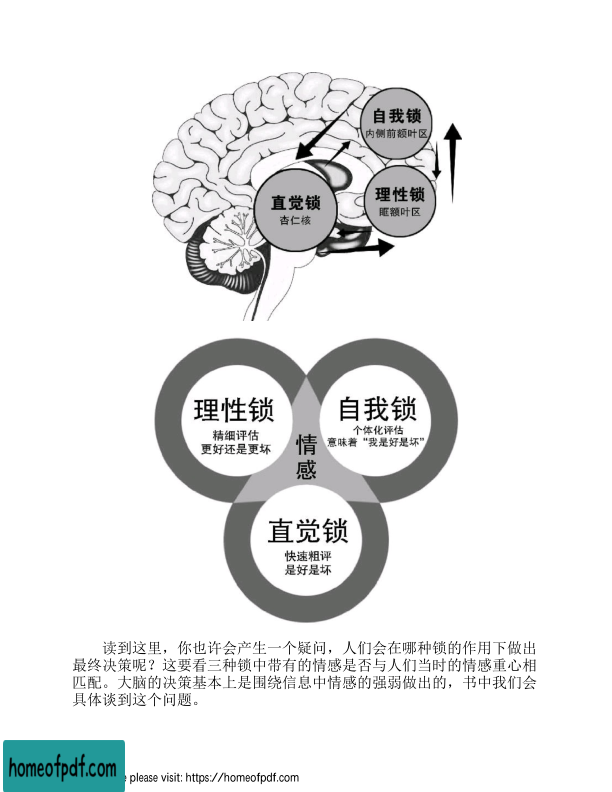 自我锁
内侧前额叶区
直觉锁
杏仁核
理性锁
眶额叶区
理性锁
精细评估
更好还是更坏
自我锁
个体化评估
意味着“我是好是坏”
情
感
直觉锁
快速粗评
是好是坏
读到这里，你也许会产生一个疑问，人们会在哪种锁的作用下做出
最终决策呢？这要看三种锁中带有的情感是否与人们当时的情感重心相
匹配。大脑的决策基本上是围绕信息中情感的强弱做出的，书中我们会
具体谈到这个问题。
homeofpdf.com
e please visit: https://homeofpdf.com